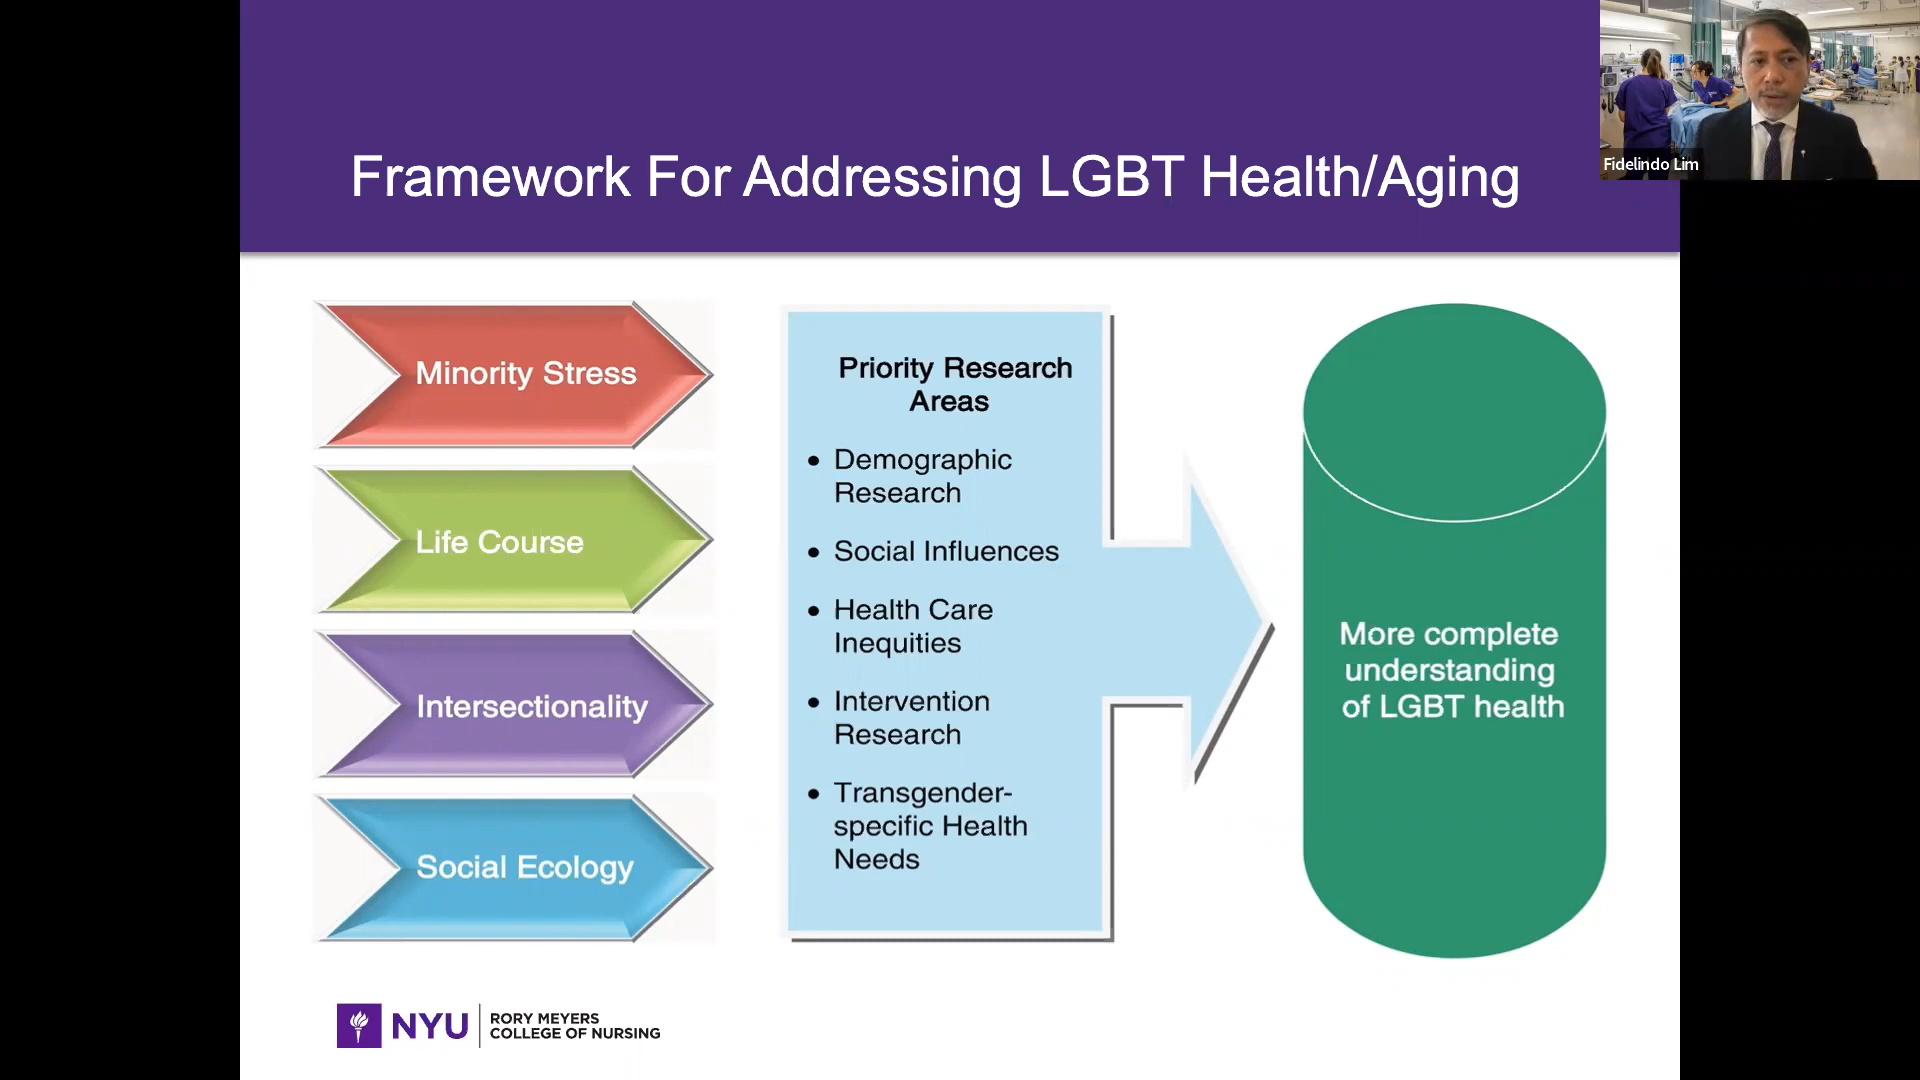 Framework For Addressing LGBT Health/Aging
Fidelindo Lim
Minority Stress
Life Course
Intersectionality
Social Ecology
Priority Research
Areas
• Demographic
Research
• Social Influences
• Health Care
Inequities
• Intervention
Research
• Transgender-
specific Health
Needs
More complete
understanding
of LGBT health
NYU
RORY MEYERS
COLLEGE OF NURSING